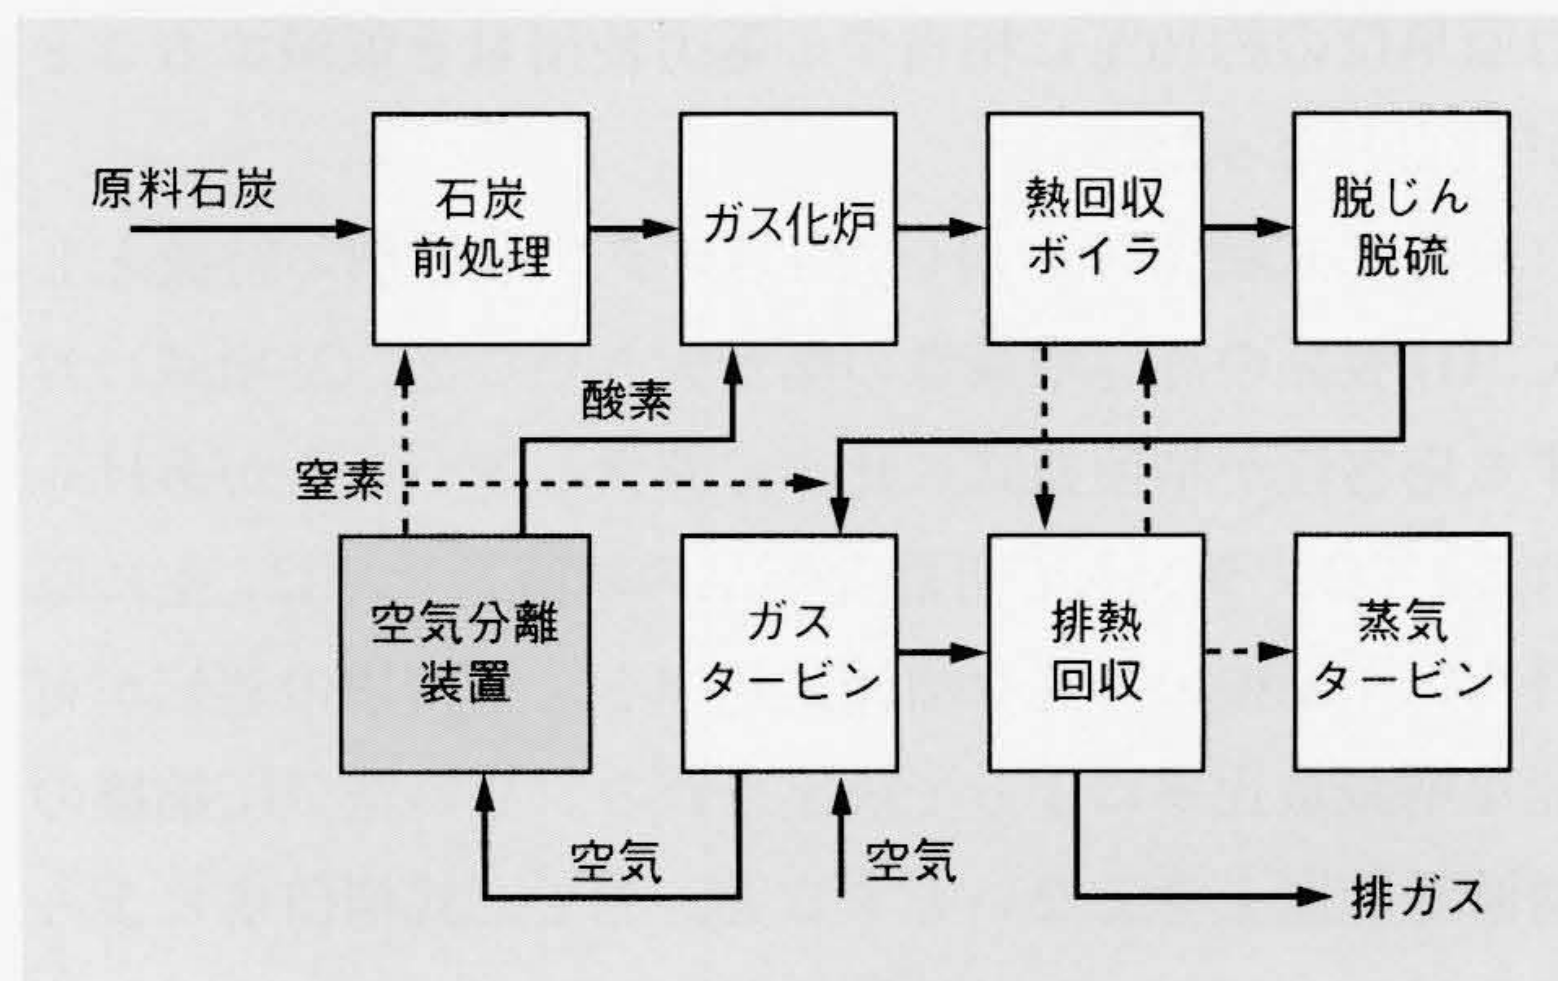 原料石炭
石炭
前処理
ガス化炉
熱回収
ボイラ
脱じん
脱硫
酸素
窒素
空気分離
装置
ガス
タービン
排熱
回収
蒸気
タービン
空気
空気
排ガス